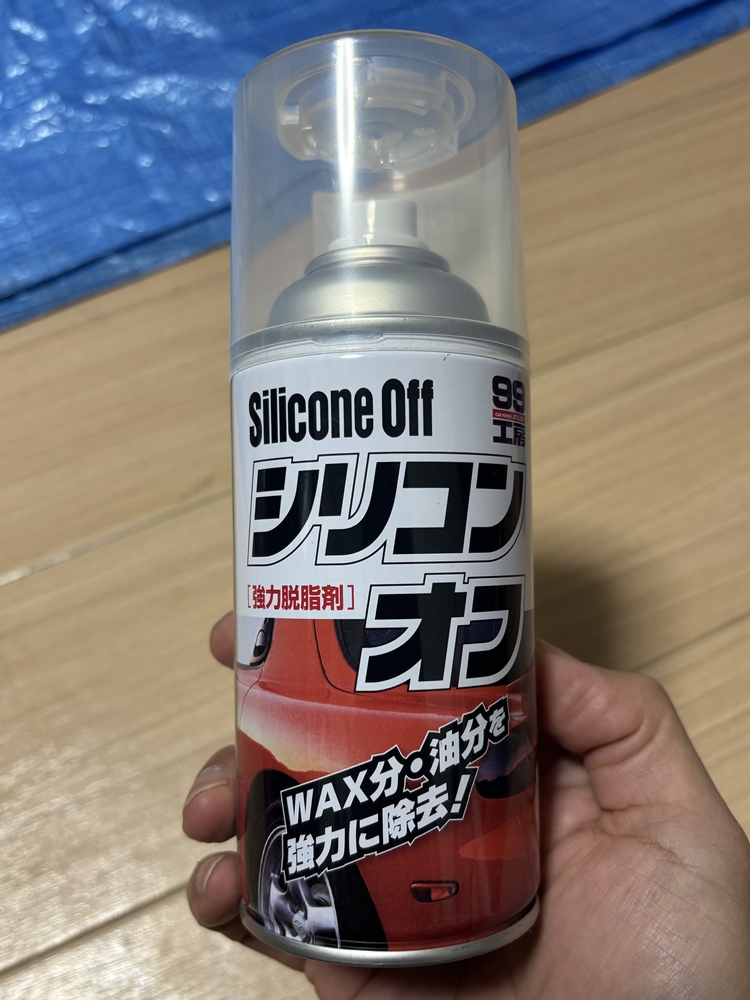 Silicone Off
99
工房
シリコン
オフ
[強力脱脂剤]
WAX分・油分を
強力に除去!